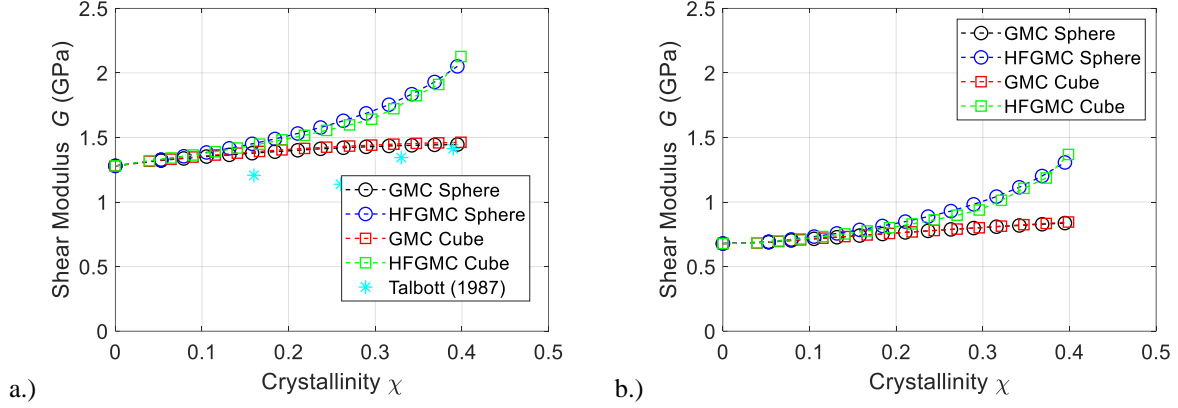 2.5
2
1.5
1
0.5
0
Shear Modulus G (GPa)
0 0.1 0.2 0.3 0.4 0.5
Crystallinity χ
GMC Sphere
HFGMC Sphere
GMC Cube
HFGMC Cube
Talbott (1987)
a.)
2.5
2
1.5
1
0.5
0
Shear Modulus G (GPa)
0 0.1 0.2 0.3 0.4 0.5
Crystallinity χ
GMC Sphere
HFGMC Sphere
GMC Cube
HFGMC Cube
b.)